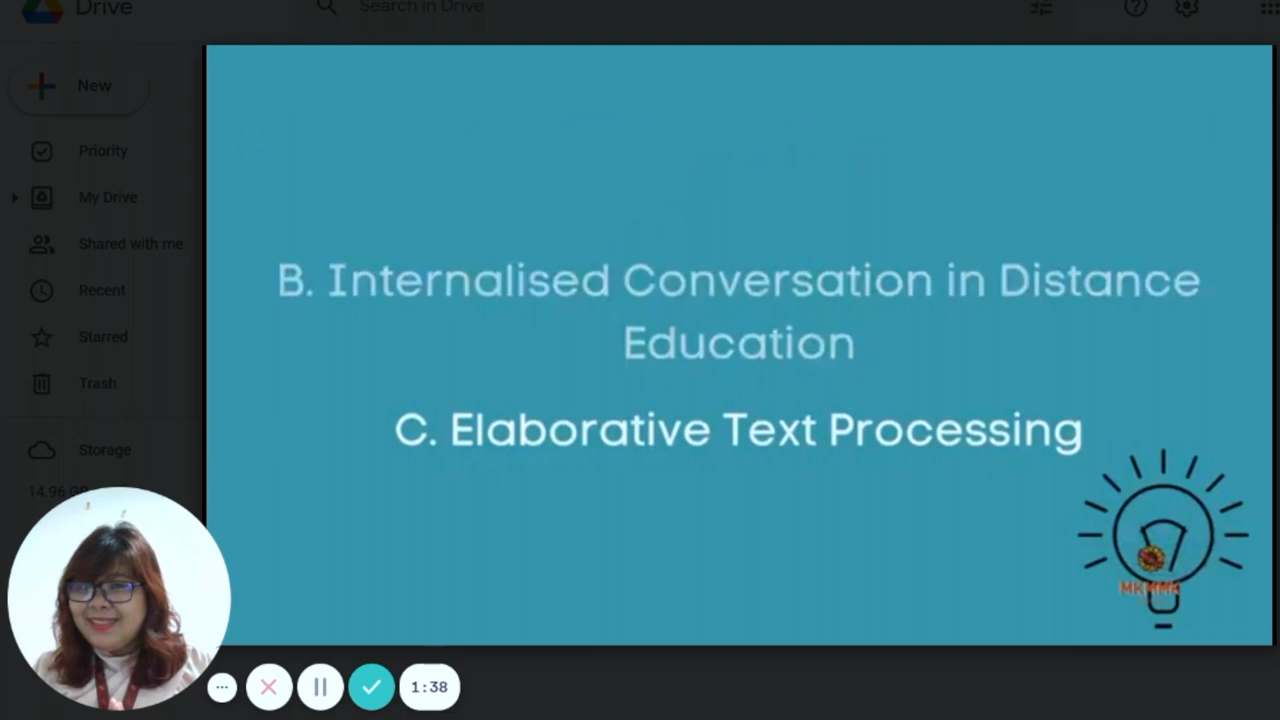 Drive
Search in Drive
New
Priority
My Drive
Shared with me
Recent
Starred
Trash
Storage
14.96 GB
B. Internalised Conversation in Distance
Education
C. Elaborative Text Processing
1:38